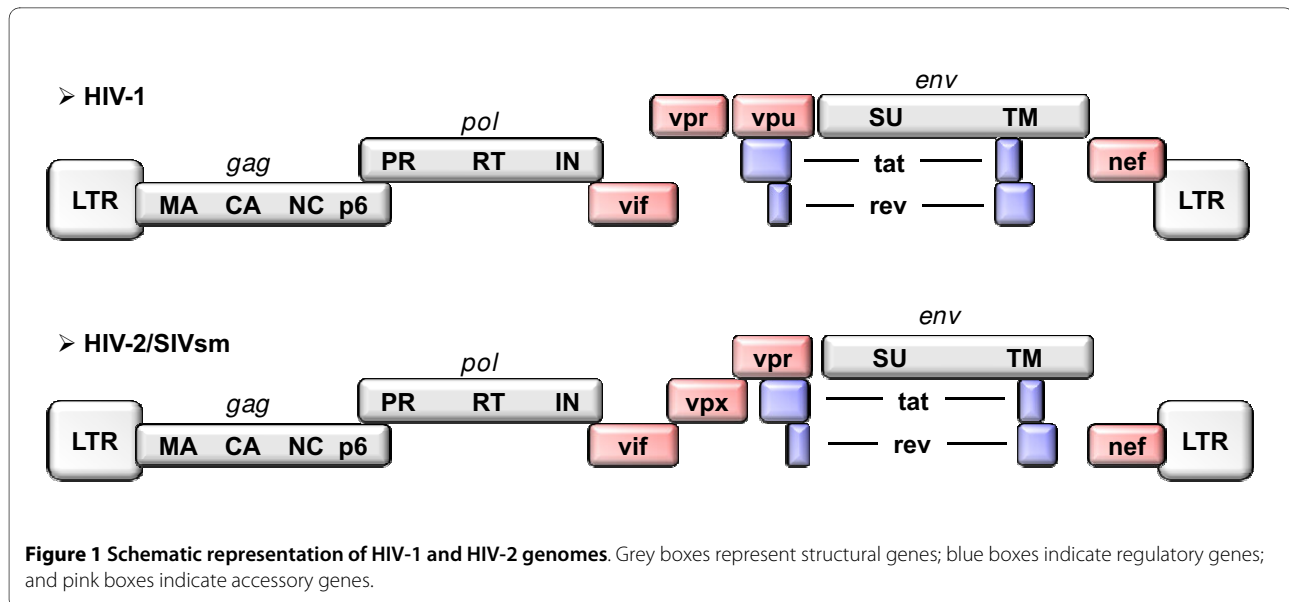 ➢ HIV-1
env
vpr vpu SU TM
pol
PR RT IN tat nef
gag
LTR MA CA NC p6 vif rev LTR
➢ HIV-2/SIVsm
env
vpr SU TM
pol
PR RT IN vpx tat
gag
LTR MA CA NC p6 vif rev nef LTR
Figure 1 Schematic representation of HIV-1 and HIV-2 genomes. Grey boxes represent structural genes; blue boxes indicate regulatory genes;
and pink boxes indicate accessory genes.